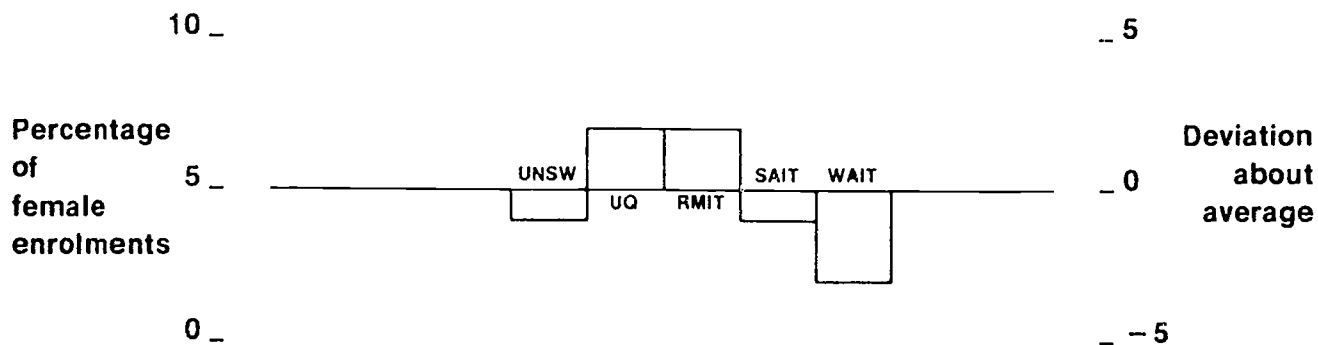 10
5
Percentage
of
female
enrolments
Deviation
about
average
5
UNSW
SAIT
WAIT
0
UQ
RMIT
0
– 5